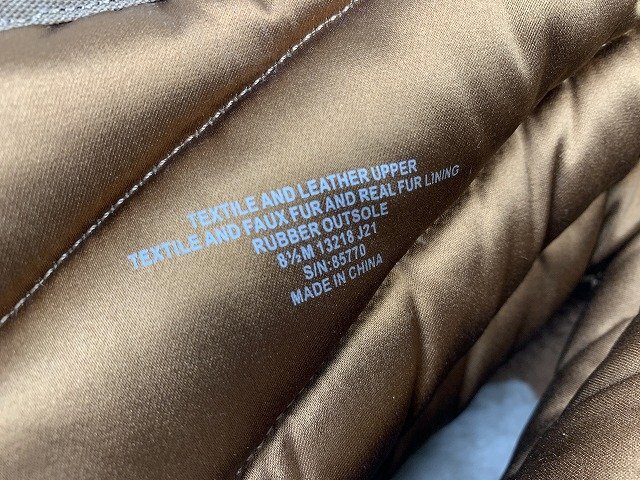 TEXTILE AND LEATHER UPPER
TEXTILE AND FAUX FUR AND REAL FUR LINING
RUBBER OUTSOLE
8½M 13218 J21
S/N:85770
MADE IN CHINA